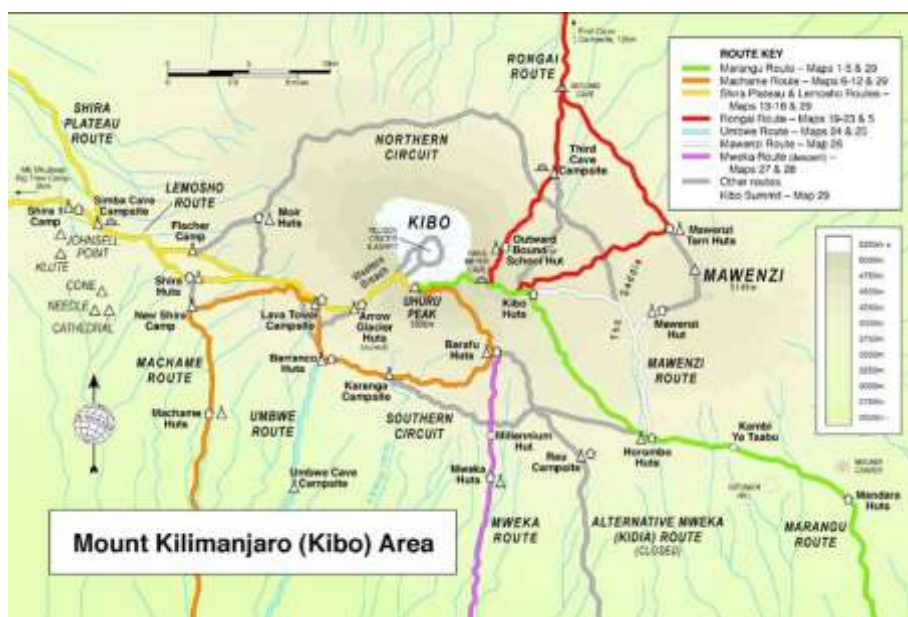 RONGAI
ROUTE
SECOND
CAVE
ROUTE KEY
Marangu Route – Maps 1-5 & 29
Machame Route – Maps 6-12 & 29
Shira Plateau & Lemosho Routes –
Maps 13-18 & 29
Rongai Route – Maps 19-23 & 5
Umbwe Route – Maps 24 & 25
Mawenzi Route – Map 26
Mweka Route (descent) –
Maps 27 & 28
Other routes
Kibo Summit – Map 29
SHIRA
PLATEAU
ROUTE
NORTHERN
CIRCUIT
Third
Cave
Campsite
LEMOSHO
ROUTE
Simba Cave
Campsite
Shira 1
Camp
Fischer
Camp
Moir
Huts
KIBO
Outward
Bound
School Hut
Mawenzi
Tarn Huts
JOHNSELL
POINT
KLUTE
CONE
NEEDLE
CATHEDRAL
Western
Breach
MAWENZI
Shira
Huts
New Shire
Camp
Lava Tower
Campsite
Arrow
Glacier
Huts
UHURU
PEAK
Kibo
Huts
The Saddle
Mawenzi
Hut
Barafu
Huts
MACHAME
ROUTE
Barranco
Huts
Karenga
Campsite
MAWENZI
ROUTE
Machame
Huts
UMBWE
ROUTE
SOUTHERN
CIRCUIT
Millennium
Hut
Rau
Campsite
Horombo
Huts
Kambi
Ya Taabu
Umbwe Cave
Campsite
Mweka
Huts
Mandara
Huts
MWEKA
ROUTE
ALTERNATIVE MWEKA
(KIDIA) ROUTE
(CLOSED)
MARANGU
ROUTE
Mount Kilimanjaro (Kibo) Area